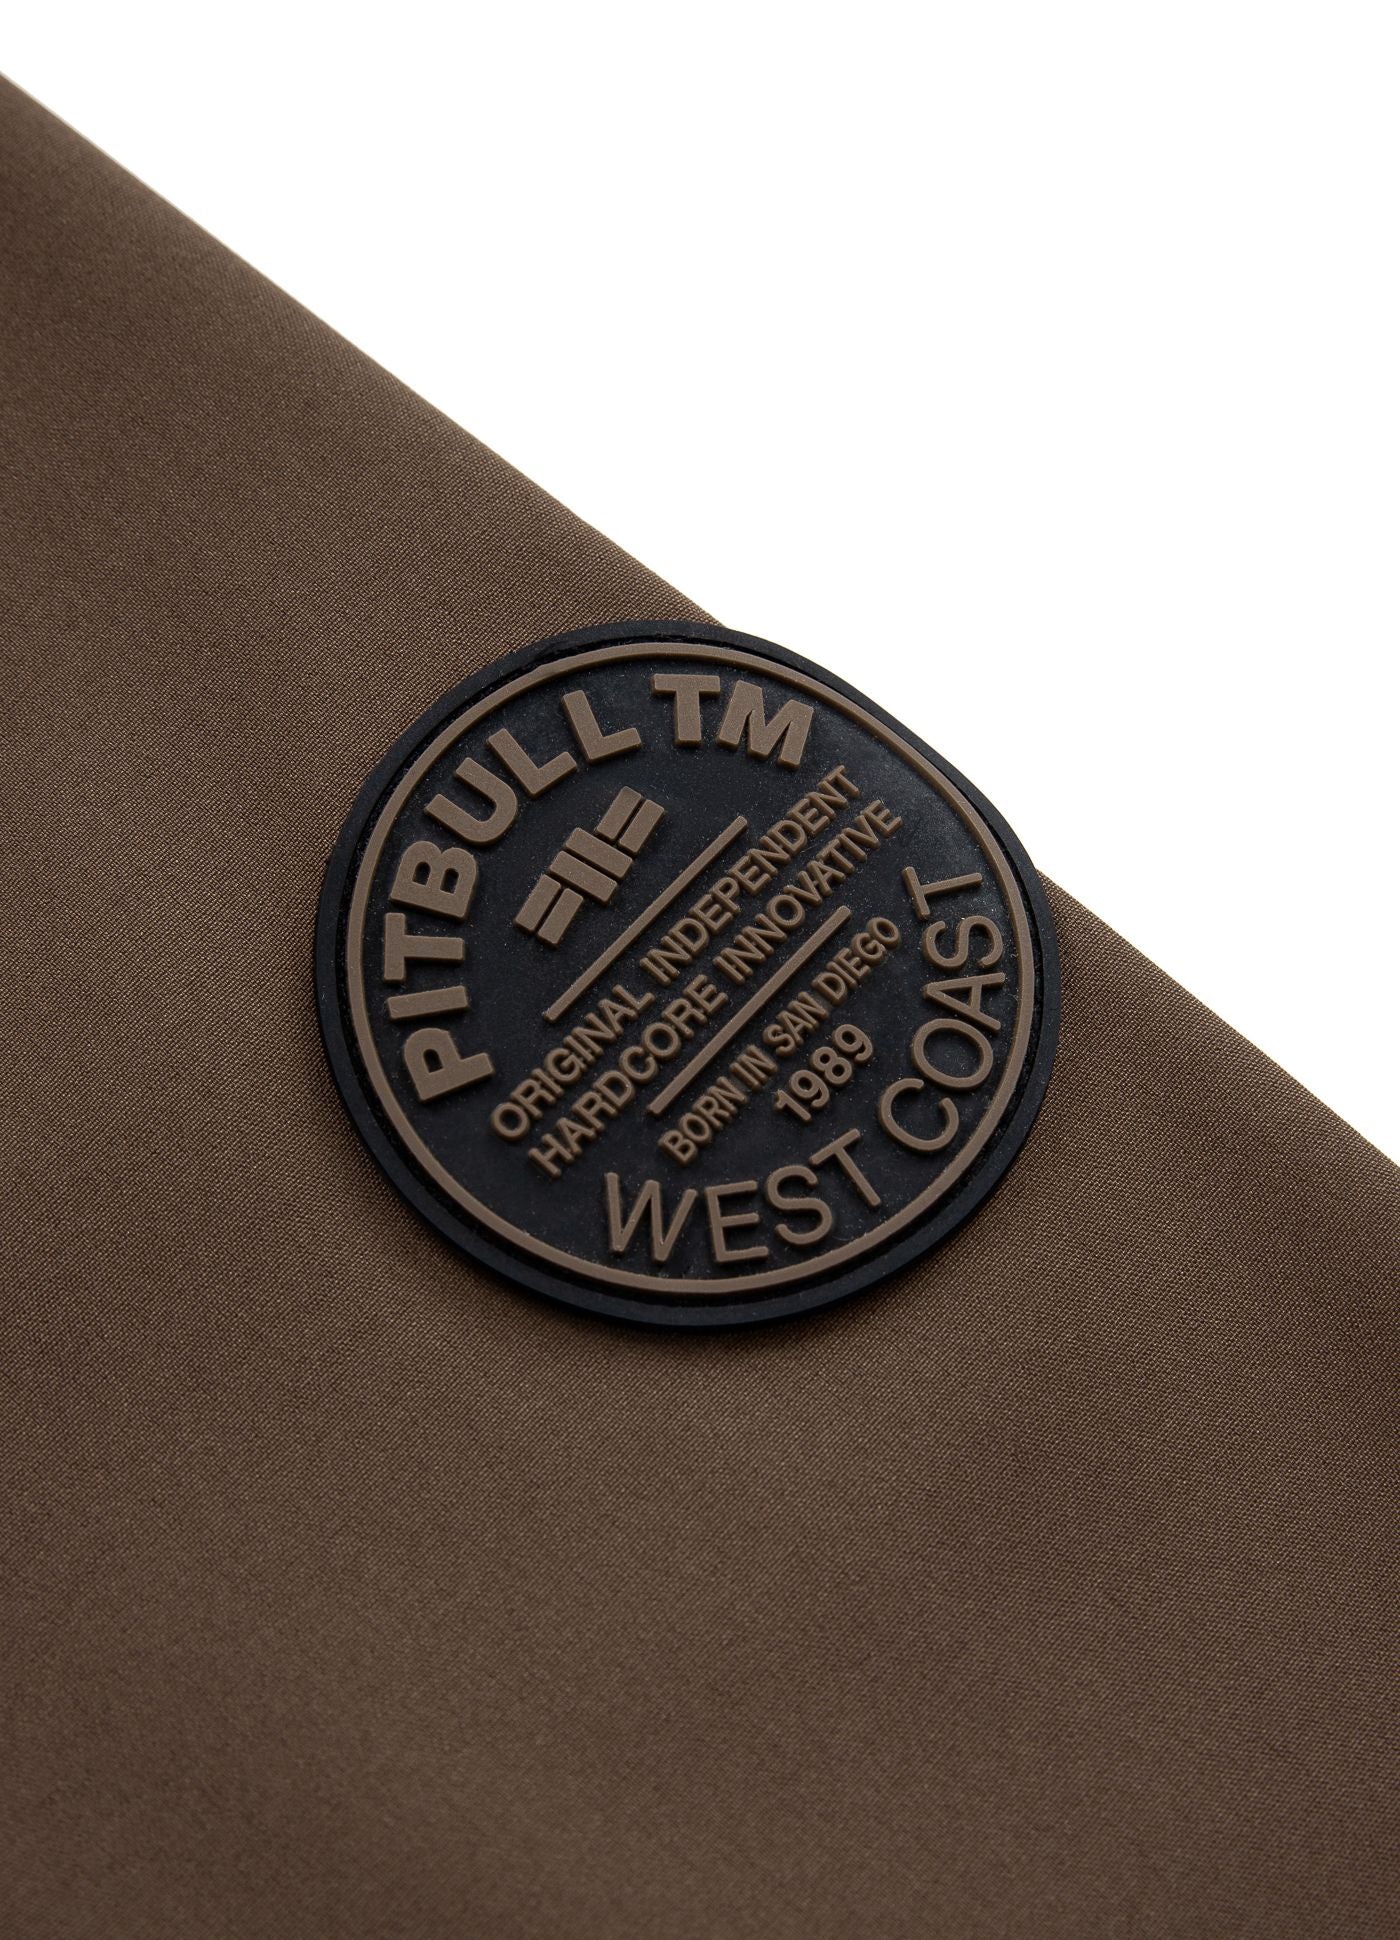 PITBULL TM
ORIGINAL INDEPENDENT
HARDCORE INNOVATIVE
BORN IN SAN DIEGO
1989
WEST COAST